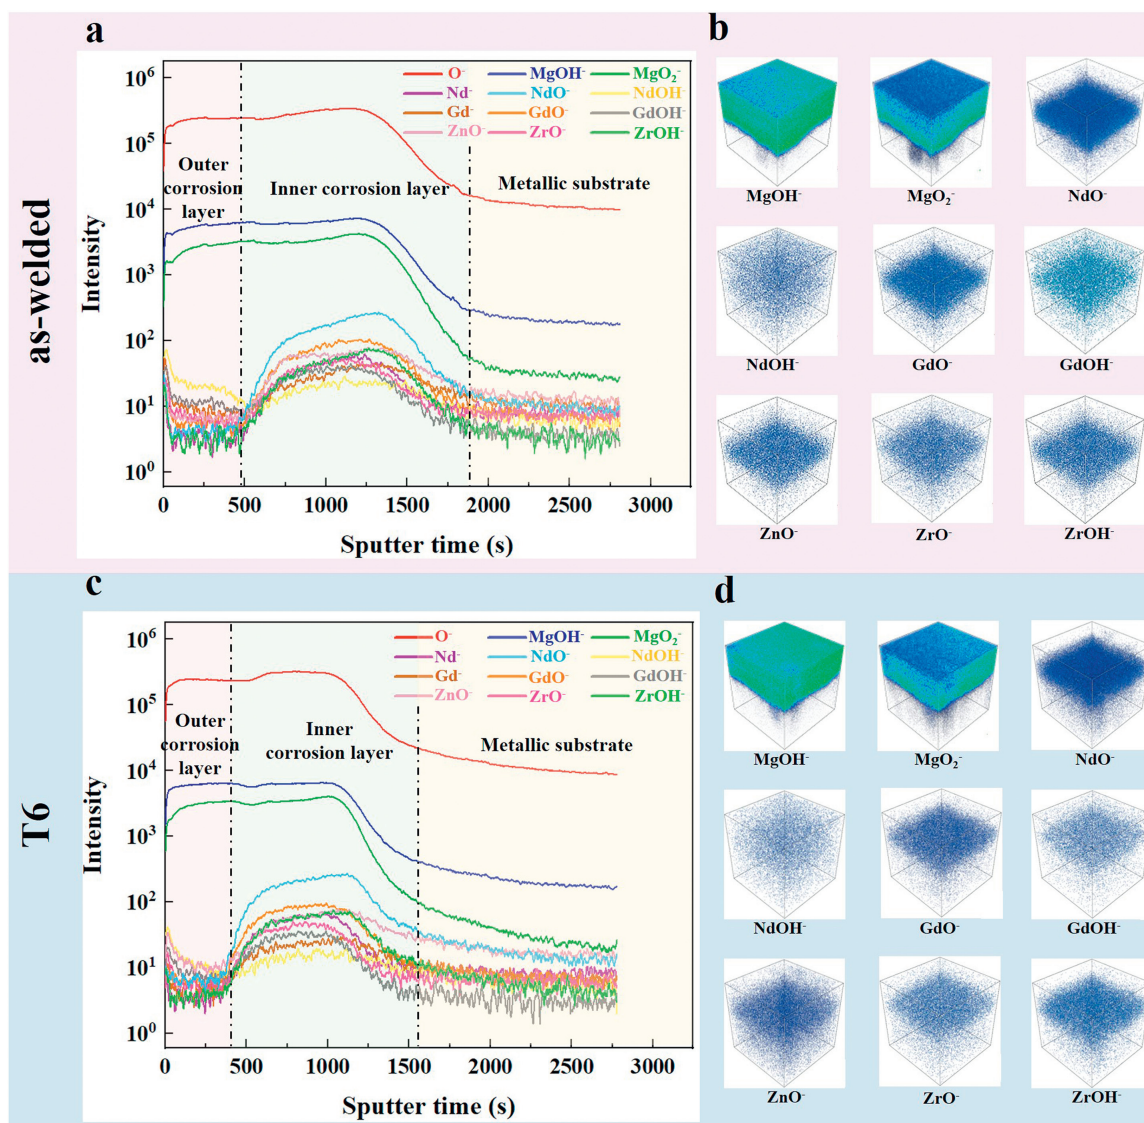 as-welded
a
10⁶
10⁵
10⁴
10³
10²
10¹
10⁰
Intensity
O⁻ MgOH⁻ MgO₂⁻
Nd⁻ NdO⁻ NdOH⁻
Gd⁻ GdO⁻ GdOH⁻
ZnO⁻ ZrO⁻ ZrOH⁻
Outer
corrosion
layer
Inner corrosion layer
Metallic substrate
0 500 1000 1500 2000 2500 3000
Sputter time (s)
b
MgOH⁻ MgO₂⁻ NdO⁻
NdOH⁻ GdO⁻ GdOH⁻
ZnO⁻ ZrO⁻ ZrOH⁻
T6
c
10⁶
10⁵
10⁴
10³
10²
10¹
10⁰
Intensity
O⁻ MgOH⁻ MgO₂⁻
Nd⁻ NdO⁻ NdOH⁻
Gd⁻ GdO⁻ GdOH⁻
ZnO⁻ ZrO⁻ ZrOH⁻
Outer
corrosion
layer
Inner
corrosion layer
Metallic substrate
0 500 1000 1500 2000 2500 3000
Sputter time (s)
d
MgOH⁻ MgO₂⁻ NdO⁻
NdOH⁻ GdO⁻ GdOH⁻
ZnO⁻ ZrO⁻ ZrOH⁻